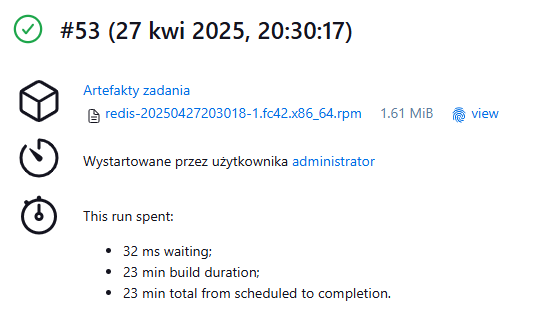 #53 (27 kwi 2025, 20:30:17)
Artefakty zadania
redis-20250427203018-1.fc42.x86_64.rpm 1.61 MiB view
Wystartowane przez użytkownika administrator
This run spent:
• 32 ms waiting;
• 23 min build duration;
• 23 min total from scheduled to completion.